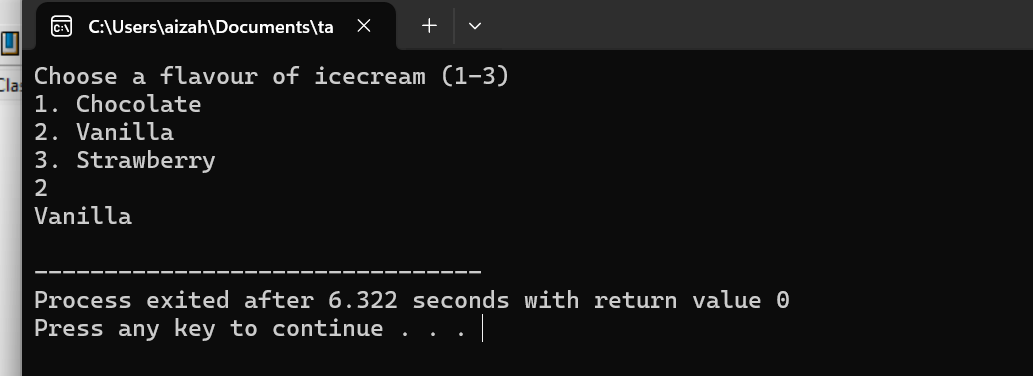 C:\Users\aizah\Documents\ta
Choose a flavour of icecream (1-3)
1. Chocolate
2. Vanilla
3. Strawberry
2
Vanilla
--------------------------------
Process exited after 6.322 seconds with return value 0
Press any key to continue . . .